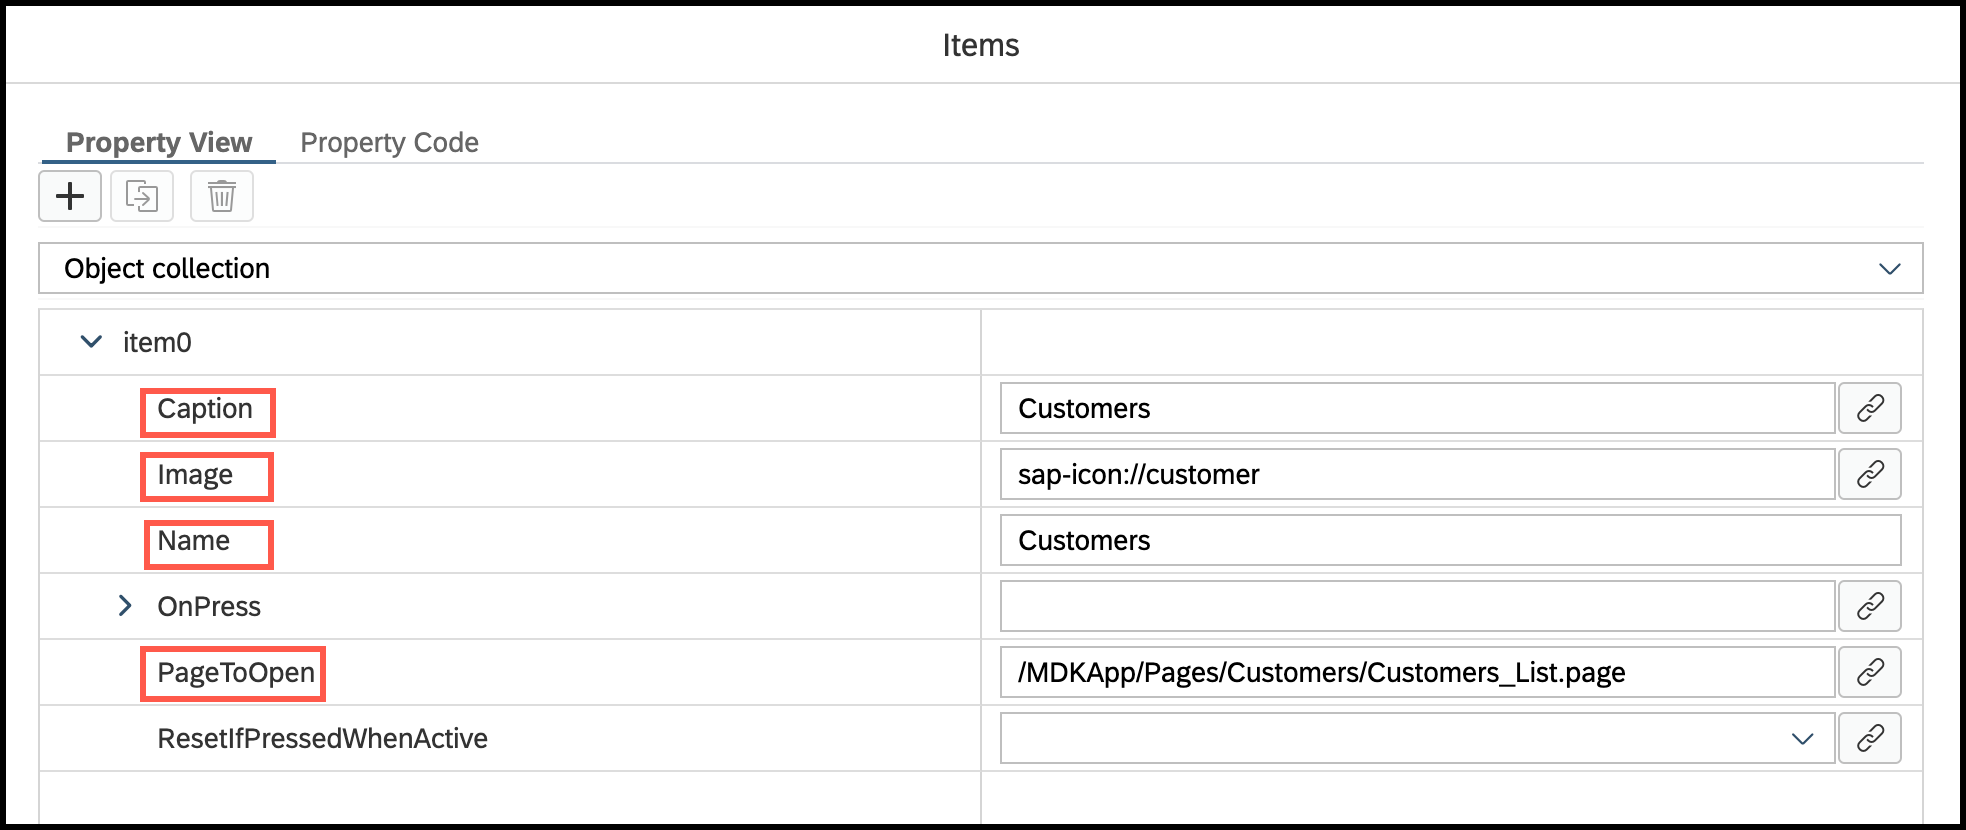 Items
Property View Property Code
Object collection
item0
Caption Customers
Image sap-icon://customer
Name Customers
OnPress
PageToOpen /MDKApp/Pages/Customers/Customers_List.page
ResetIfPressedWhenActive